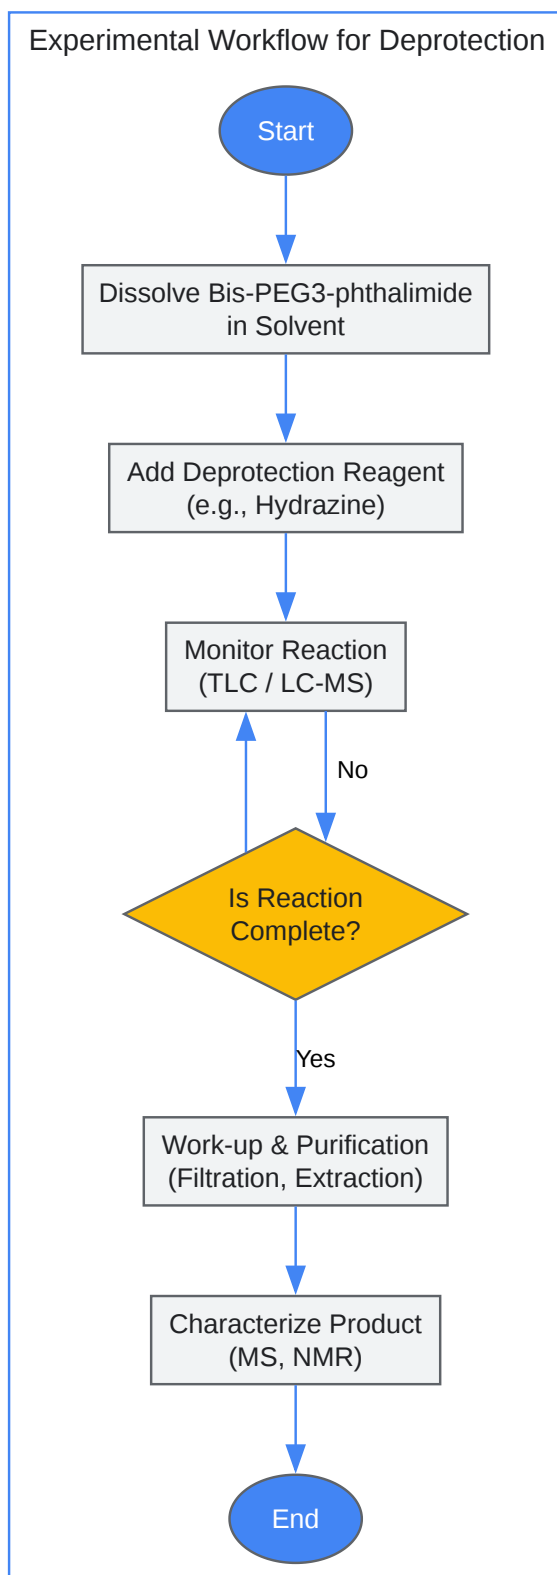 Experimental Workflow for Deprotection
Start
Dissolve Bis-PEG3-phthalimide
in Solvent
Add Deprotection Reagent
(e.g., Hydrazine)
Monitor Reaction
(TLC / LC-MS)
No
Is Reaction
Complete?
Yes
Work-up & Purification
(Filtration, Extraction)
Characterize Product
(MS, NMR)
End